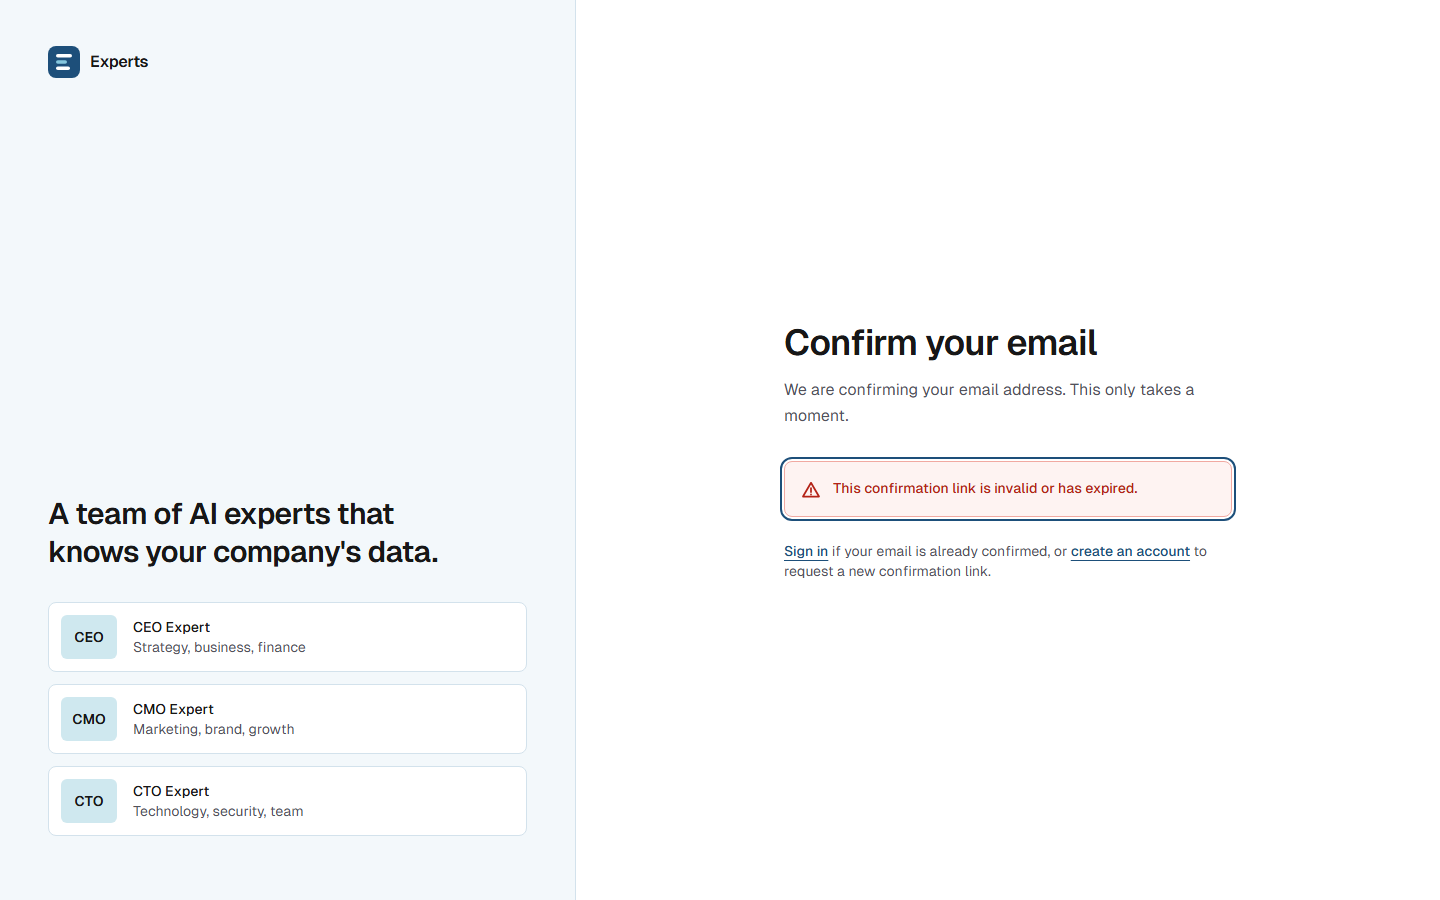 Experts
A team of AI experts that
knows your company's data.
CEO
CEO Expert
Strategy, business, finance
CMO
CMO Expert
Marketing, brand, growth
CTO
CTO Expert
Technology, security, team
Confirm your email
We are confirming your email address. This only takes a
moment.
This confirmation link is invalid or has expired.
Sign in if your email is already confirmed, or create an account to
request a new confirmation link.